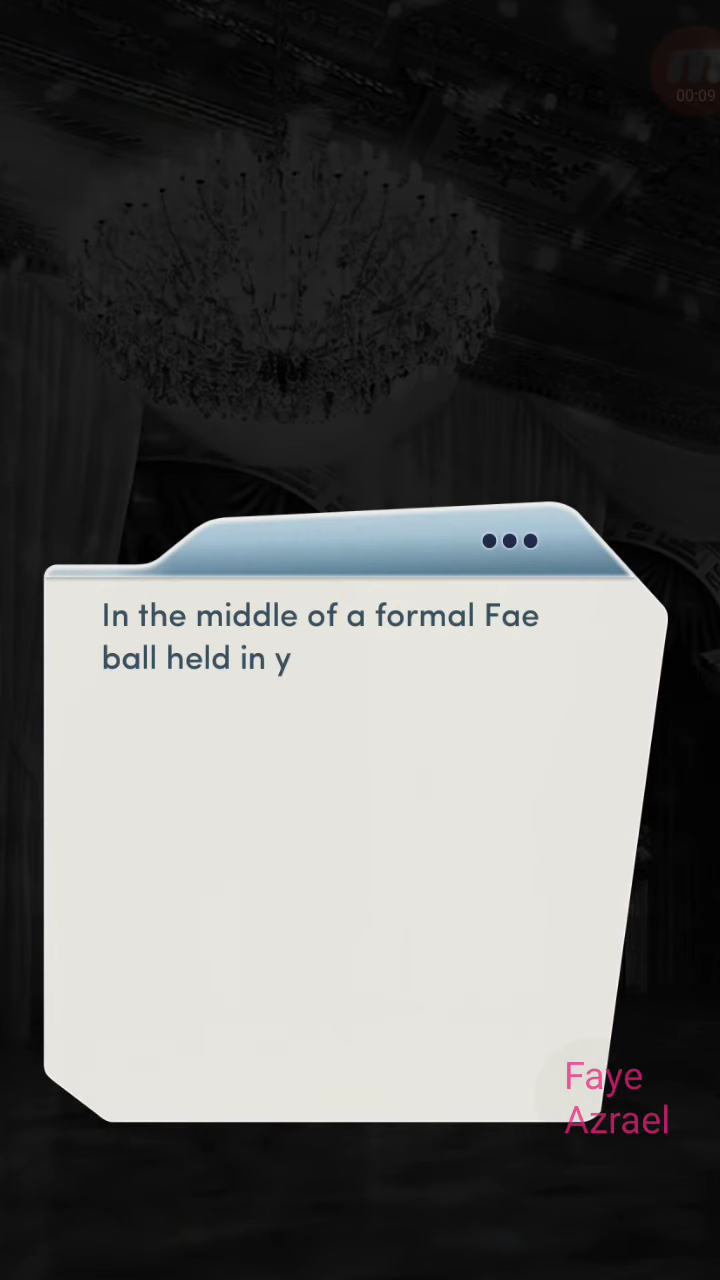 00:09
In the middle of a formal Fae
ball held in y
Faye
Azrael